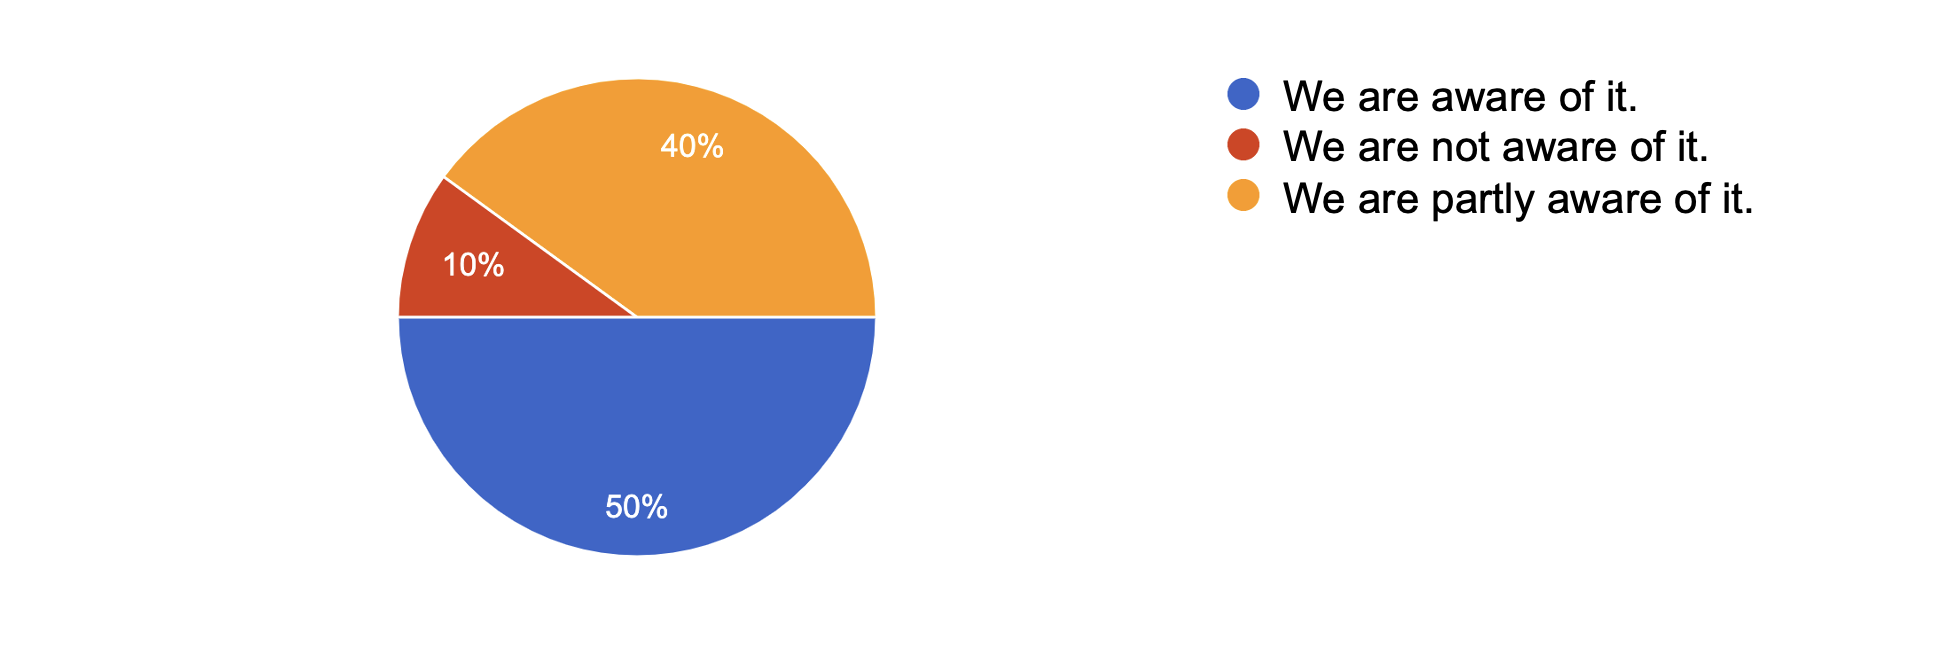 40%
10%
50%
We are aware of it.
We are not aware of it.
We are partly aware of it.